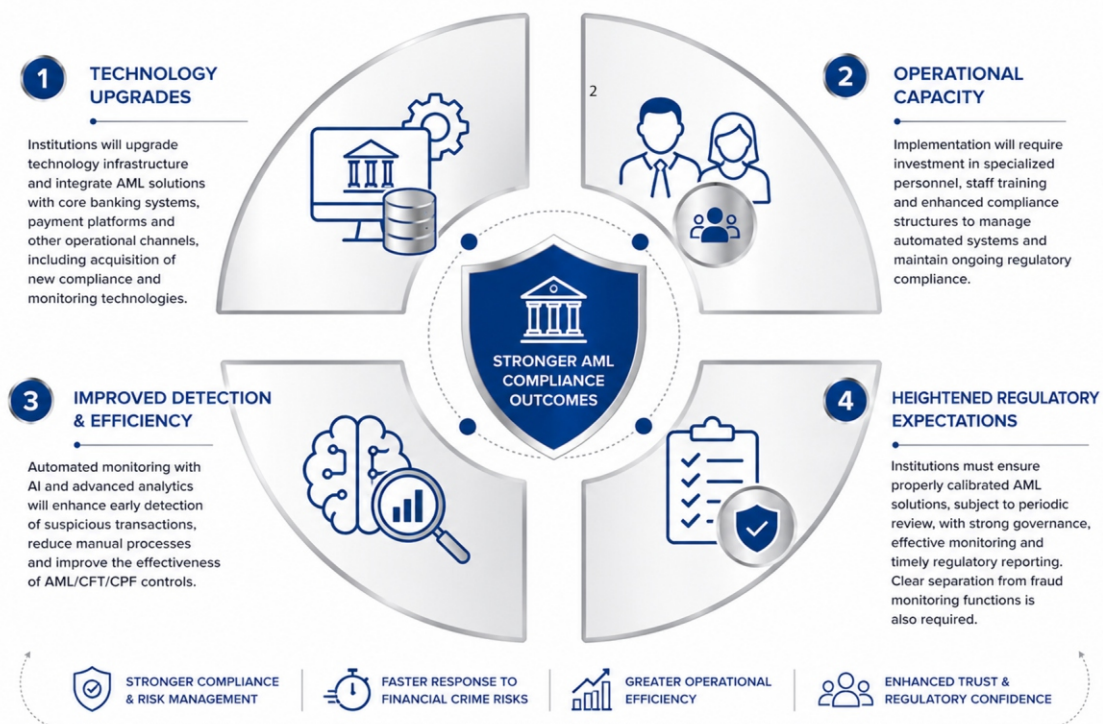 1
TECHNOLOGY
UPGRADES
Institutions will upgrade
technology infrastructure
and integrate AML solutions
with core banking systems,
payment platforms and
other operational channels,
including acquisition of
new compliance and
monitoring technologies.
2
2
OPERATIONAL
CAPACITY
Implementation will require
investment in specialized
personnel, staff training
and enhanced compliance
structures to manage
automated systems and
maintain ongoing regulatory
compliance.
STRONGER AML
COMPLIANCE
OUTCOMES
3
IMPROVED DETECTION
& EFFICIENCY
Automated monitoring with
AI and advanced analytics
will enhance early detection
of suspicious transactions,
reduce manual processes
and improve the effectiveness
of AML/CFT/CPF controls.
4
HEIGHTENED REGULATORY
EXPECTATIONS
Institutions must ensure
properly calibrated AML
solutions, subject to periodic
review, with strong governance,
effective monitoring and
timely regulatory reporting.
Clear separation from fraud
monitoring functions is
also required.
STRONGER COMPLIANCE
& RISK MANAGEMENT
FASTER RESPONSE TO
FINANCIAL CRIME RISKS
GREATER OPERATIONAL
EFFICIENCY
ENHANCED TRUST &
REGULATORY CONFIDENCE